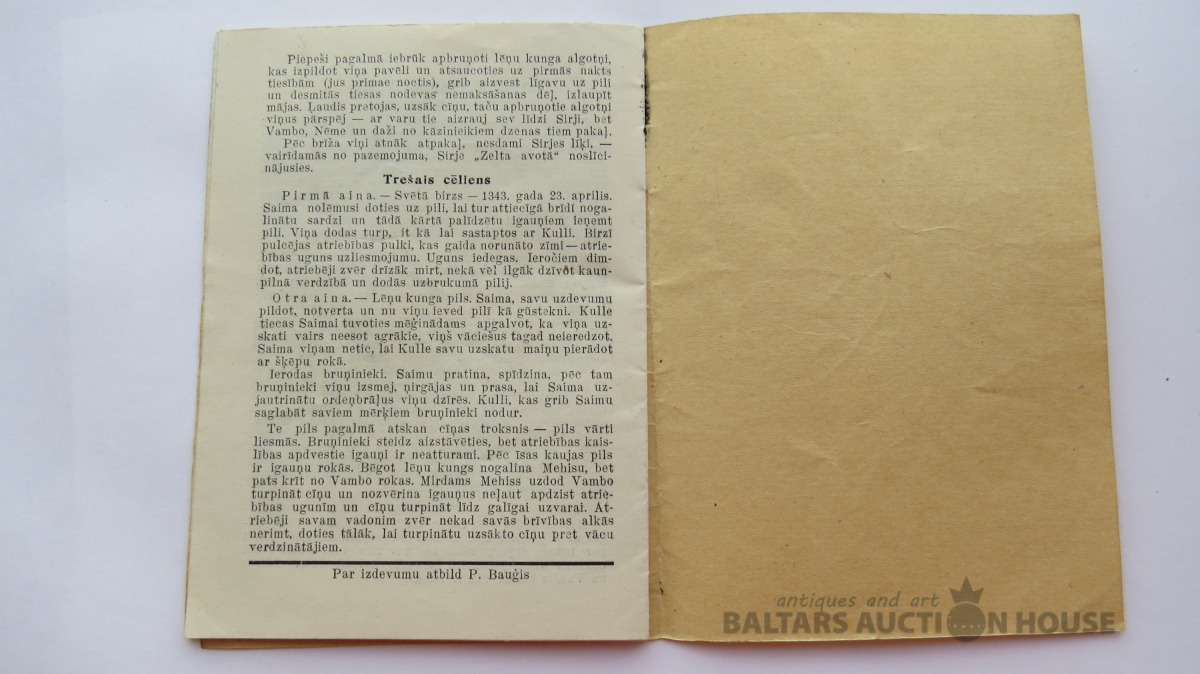 Piepeši pagalmā iebrūk apbruņoti lēņu kunga algotņi,
kas izpildot viņa pavēli un atsaucoties uz pirmās nakts
tiesībām (jus primae noctis), grib aizvest līgavu uz pili
un desmitās tiesas nodevas nemaksāšanas dēļ, izlaupīt
mājas. Ļaudis pretojas, uzsāk cīņu, taču apbruņotie algotņi
viņus pārspēj — ar varu tie aizrauj sev līdzi Sirji, bet
Vambo, Nēme un daži no kāzinieikiem dzenas tiem pakaļ.
Pēc brīža viņi atnāk atpakaļ, nesdami Sirjes līķi, —
vairīdamās no pazemojuma, Sirje „Zelta avotā" noslīci-
nājusies.
Trešais cēliens
Pirmā aina. — Svētā birzs — 1343. gada 23. aprilis.
Saima nolēmusi doties uz pili, lai tur attiecīgā brīdī noga-
linātu sardzi un tādā kārtā palīdzētu igauņiem ieņemt
pili. Viņa dodas turp, it kā lai sastaptos ar Kulli. Birzī
pulcējas atriebības pulki, kas gaida norunāto zīmi — atrie-
bības uguns uzliesmojumu. Uguns iedegas. Ieročiem dim-
dot, atriebēji zvēr drīzāk mirt, nekā vēl ilgāk dzīvot kaun-
pilnā verdzībā un dodās uzbrukumā pilij.
Otra aina. — Lēņu kunga pils. Saima, savu uzdevumu
pildot, notverta un nu viņu ieved pilī kā gūstekni. Kulle
tiecas Saimai tuvoties mēģinādams apgalvot, ka viņa uz-
skati vairs neesot agrākie, viņš vāciešus tagad neieredzot.
Saima viņam netic, lai Kulle savu uzskatu maiņu pierādot
ar šķēpu rokā.
Ierodas bruņinieki. Saimu pratina, spīdzina, pēc tam
bruņinieki viņu izsmej, ņirgājas un prasa, lai Saima uz-
jautrinātu ordeņbrāļus viņu dzīrēs. Kulli, kas grib Saimu
saglabāt saviem mērķiem bruņinieki nodur.
Te pils pagalmā atskan cīņas troksnis — pils vārti
liesmās. Bruņinieki steidz aizstāvēties, bet atriebības kais-
lības apdvestie igauņi ir neatturami. Pēc īsas kaujas pils
ir igauņu rokās. Bēgot lēņu kungs nogalina Mehisu, bet
pats krīt no Vambo rokas. Mirdams Mehiss uzdod Vambo
turpināt cīņu un nozvērina igauņus neļaut apdzist atrie-
bības ugunīm un cīņu turpināt līdz galīgai uzvarai. At-
riebēji savam vadonim zvēr nekad savās brīvības alkās
nerimt, doties tālāk, lai turpinātu uzsākto cīņu pret vācu
verdzinātājiem.
Par izdevumu atbild P. Bauģis
antiques and art
BALTARS AUCTION HOUSE